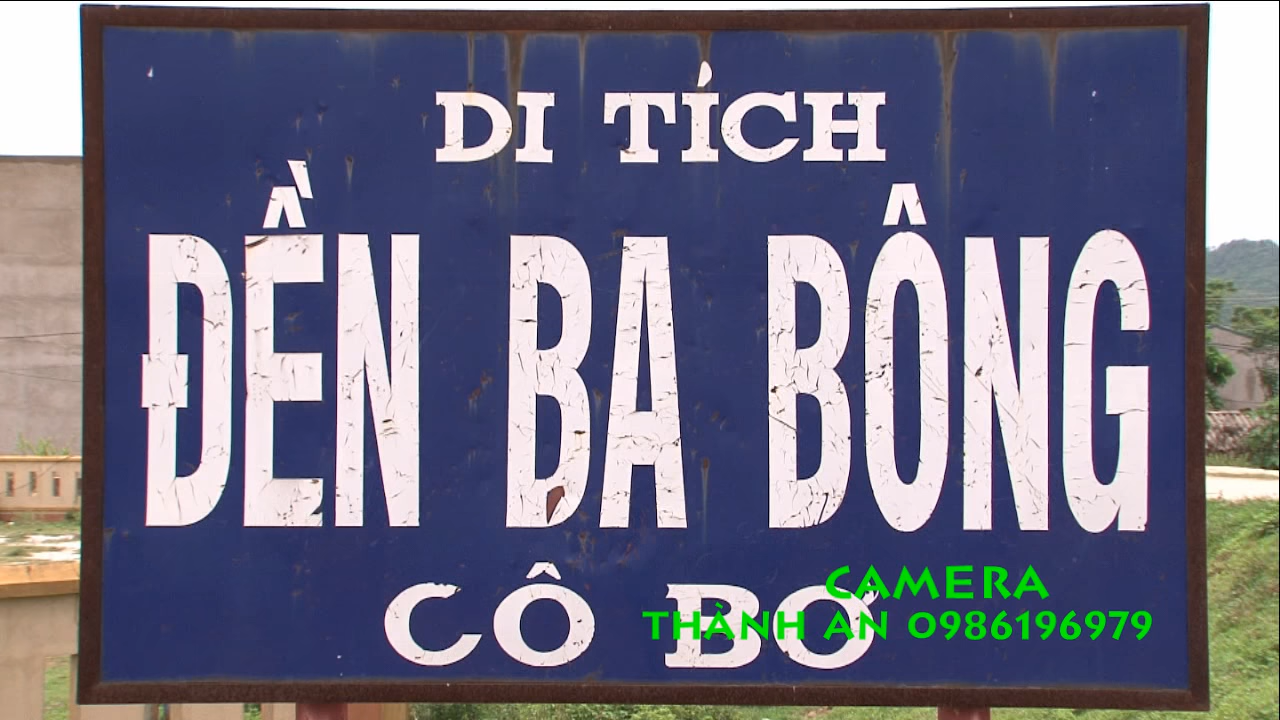 DI TÍCH
ĐỀN BA BÔNG
CÔ BƠ
CAMERA
THÀNH AN 0986196979